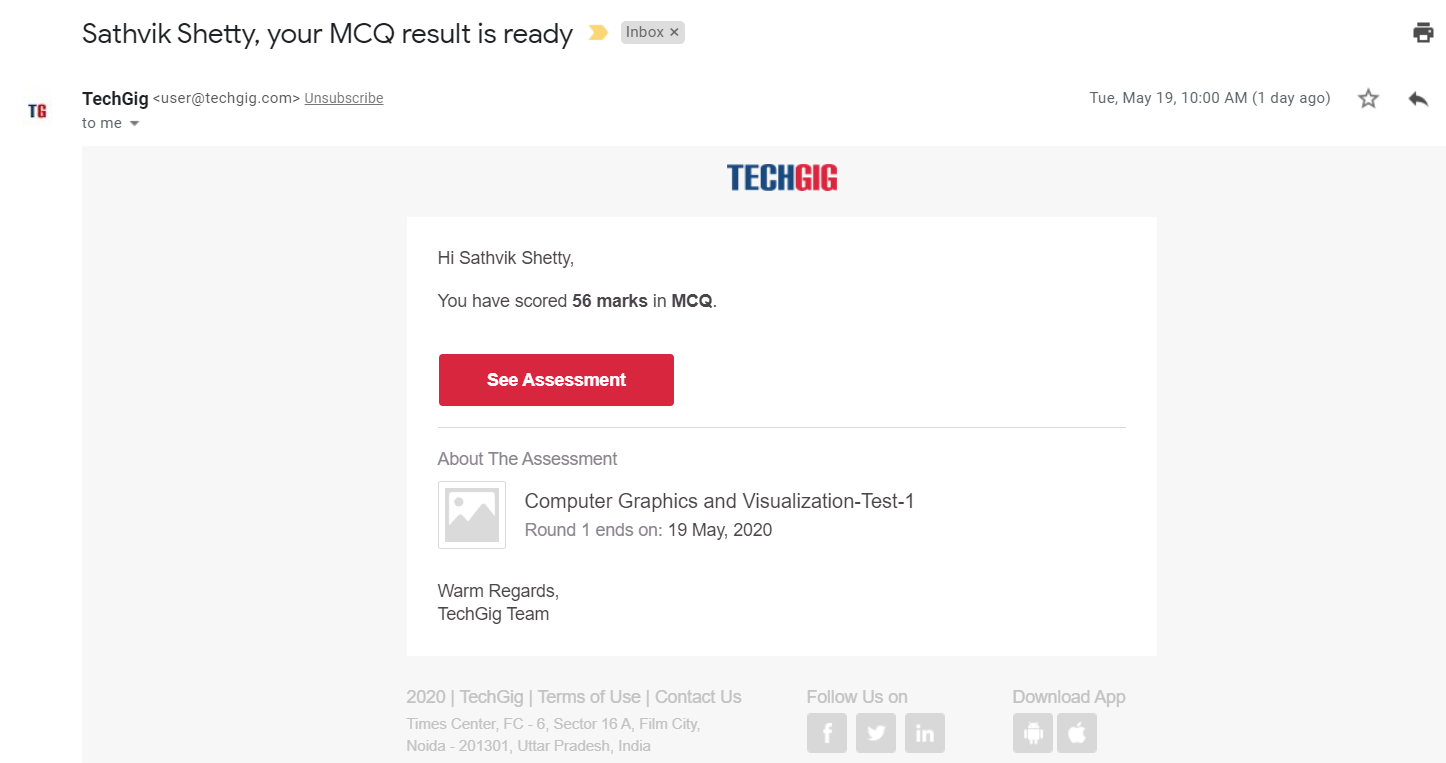 Sathvik Shetty, your MCQ result is ready Inbox ×
TG
TechGig <user@techgig.com> Unsubscribe Tue, May 19, 10:00 AM (1 day ago)
to me
TECHGIG
Hi Sathvik Shetty,
You have scored 56 marks in MCQ.
See Assessment
About The Assessment
Computer Graphics and Visualization-Test-1
Round 1 ends on: 19 May, 2020
Warm Regards,
TechGig Team
2020 | TechGig | Terms of Use | Contact Us
Times Center, FC - 6, Sector 16 A, Film City,
Noida - 201301, Uttar Pradesh, India
Follow Us on
f in
Download App